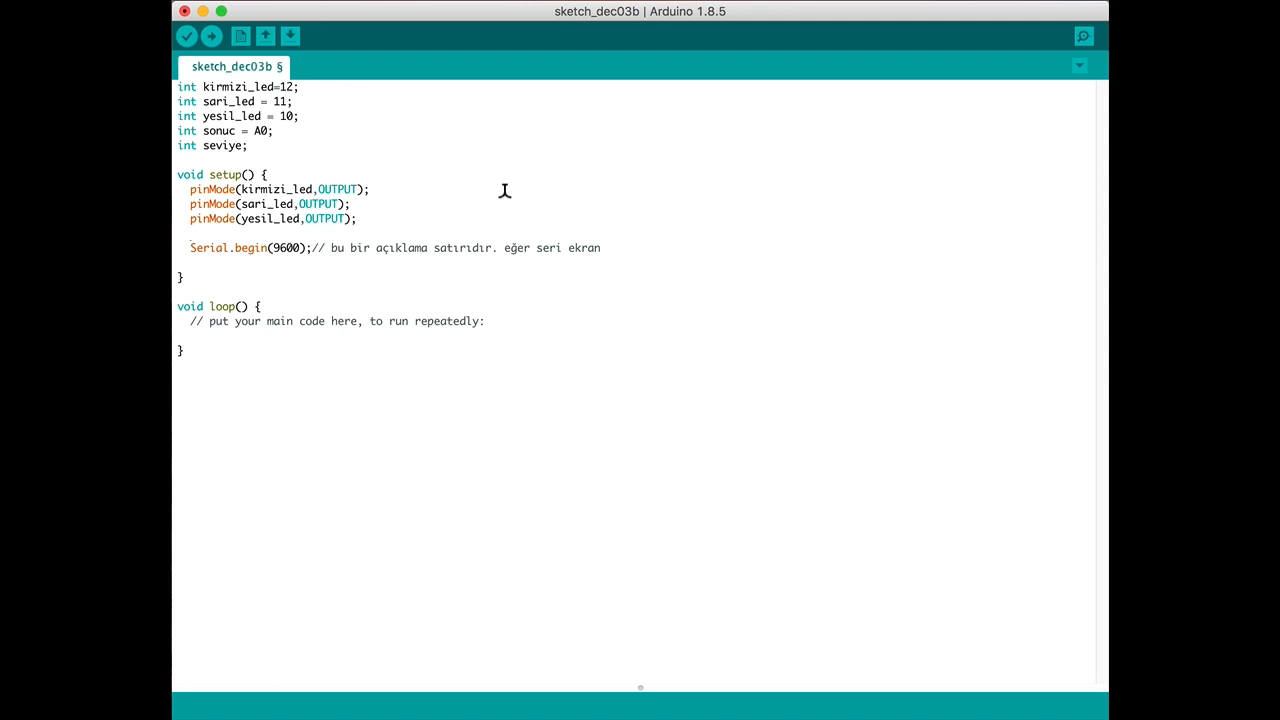 sketch_dec03b | Arduino 1.8.5
sketch_dec03b §
int kirmizi_led=12;
int sari_led = 11;
int yesil_led = 10;
int sonuc = A0;
int seviye;
void setup() {
pinMode(kirmizi_led,OUTPUT);
pinMode(sari_led,OUTPUT);
pinMode(yesil_led,OUTPUT);
Serial.begin(9600);// bu bir açıklama satırıdır. eğer seri ekran
}
void loop() {
// put your main code here, to run repeatedly:
}